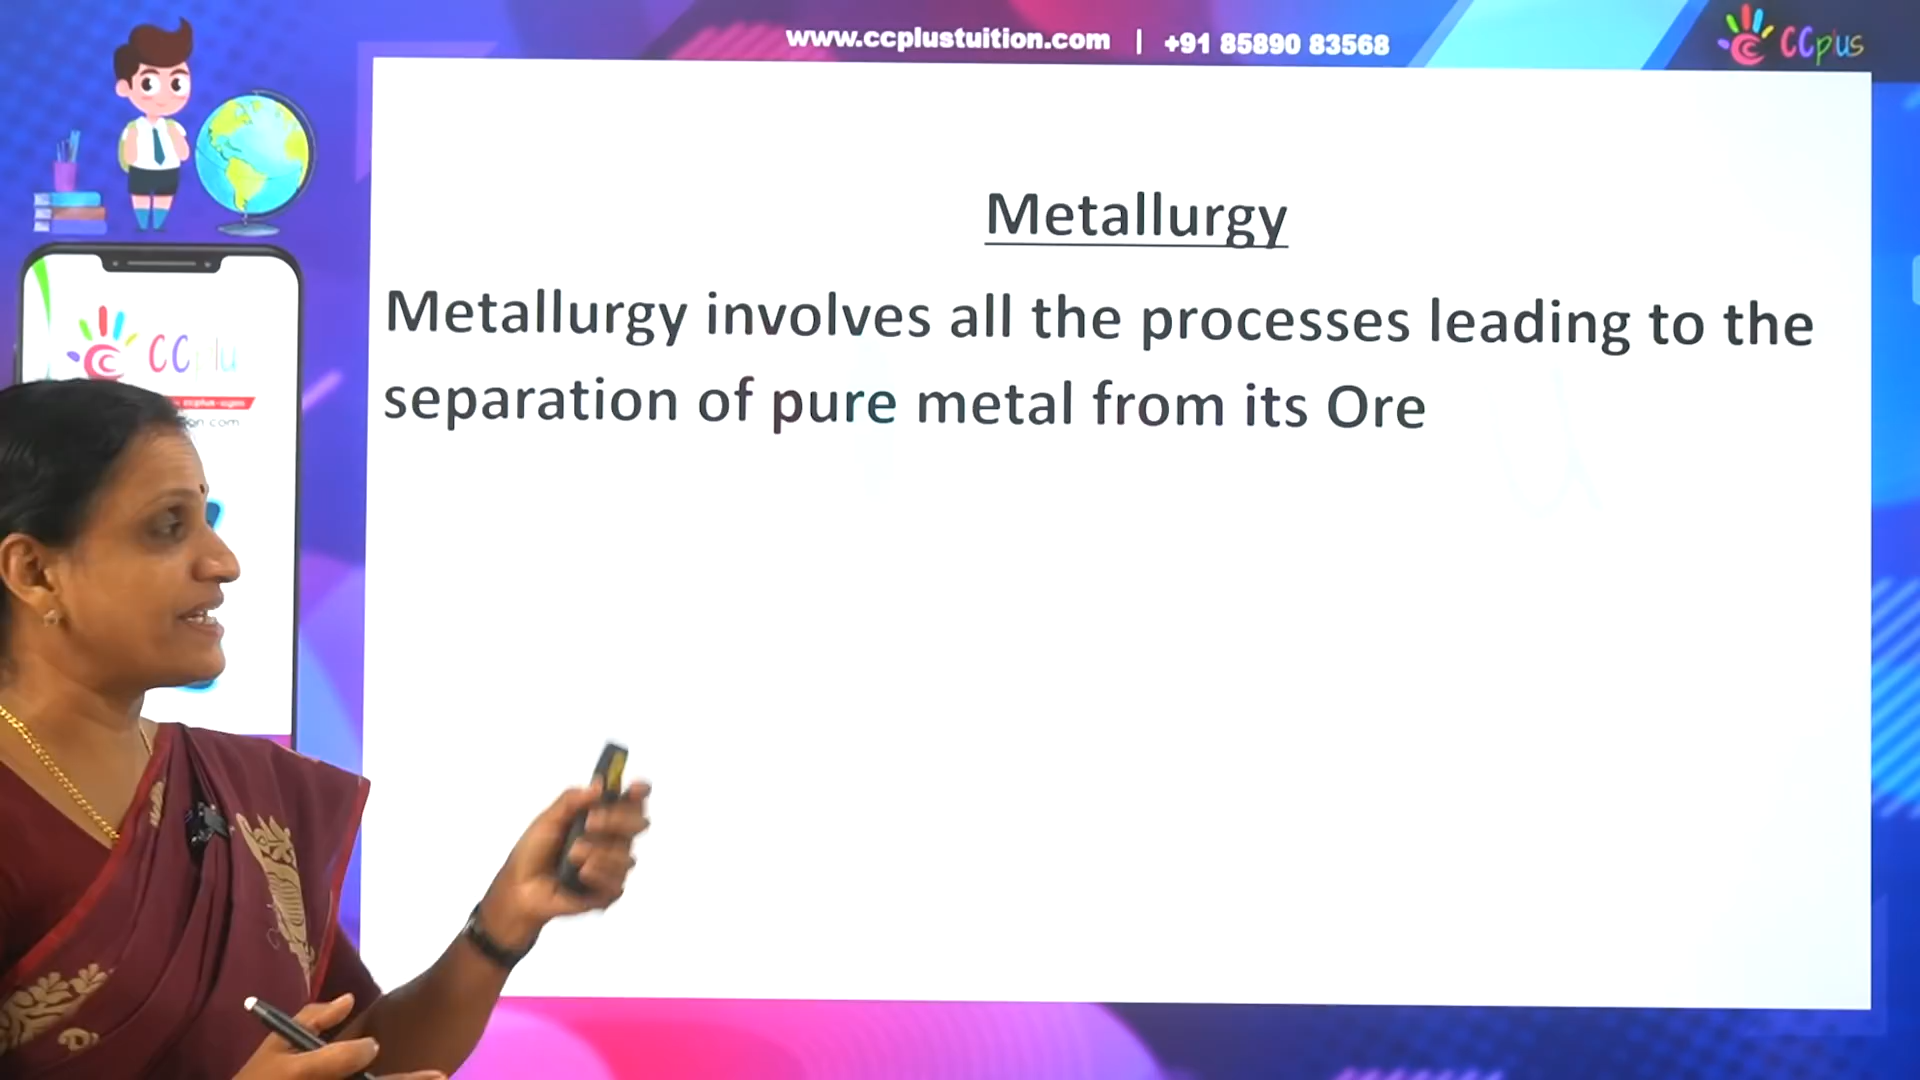 www.ccplustuition.com | +91 85890 83568
CCplus
Metallurgy
Metallurgy involves all the processes leading to the
separation of pure metal from its Ore